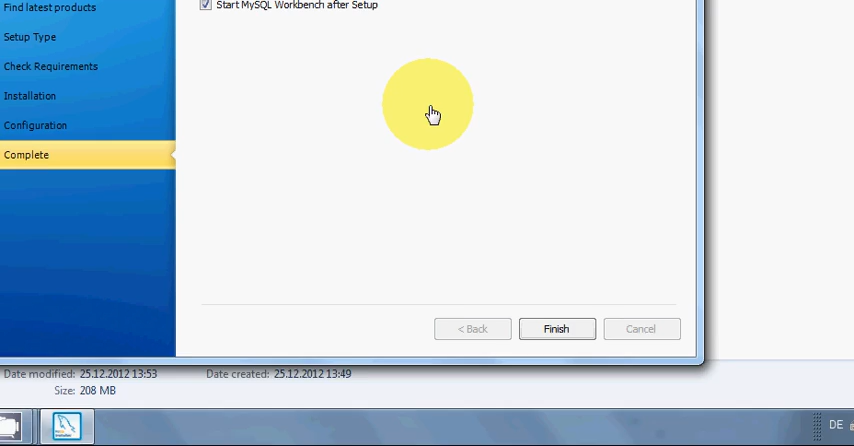 Find latest products
Start MySQL Workbench after Setup
Setup Type
Check Requirements
Installation
Configuration
Complete
< Back
Finish
Cancel
Date modified: 25.12.2012 13:53
Date created: 25.12.2012 13:49
Size: 208 MB
DE